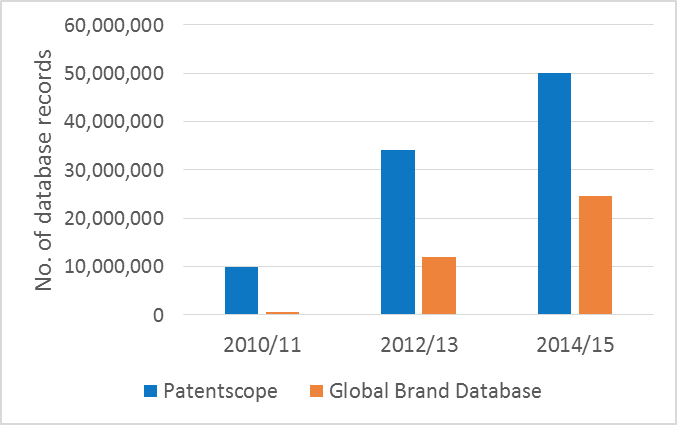 No. of database records
60,000,000
50,000,000
40,000,000
30,000,000
20,000,000
10,000,000
0
2010/11 2012/13 2014/15
Patentscope Global Brand Database